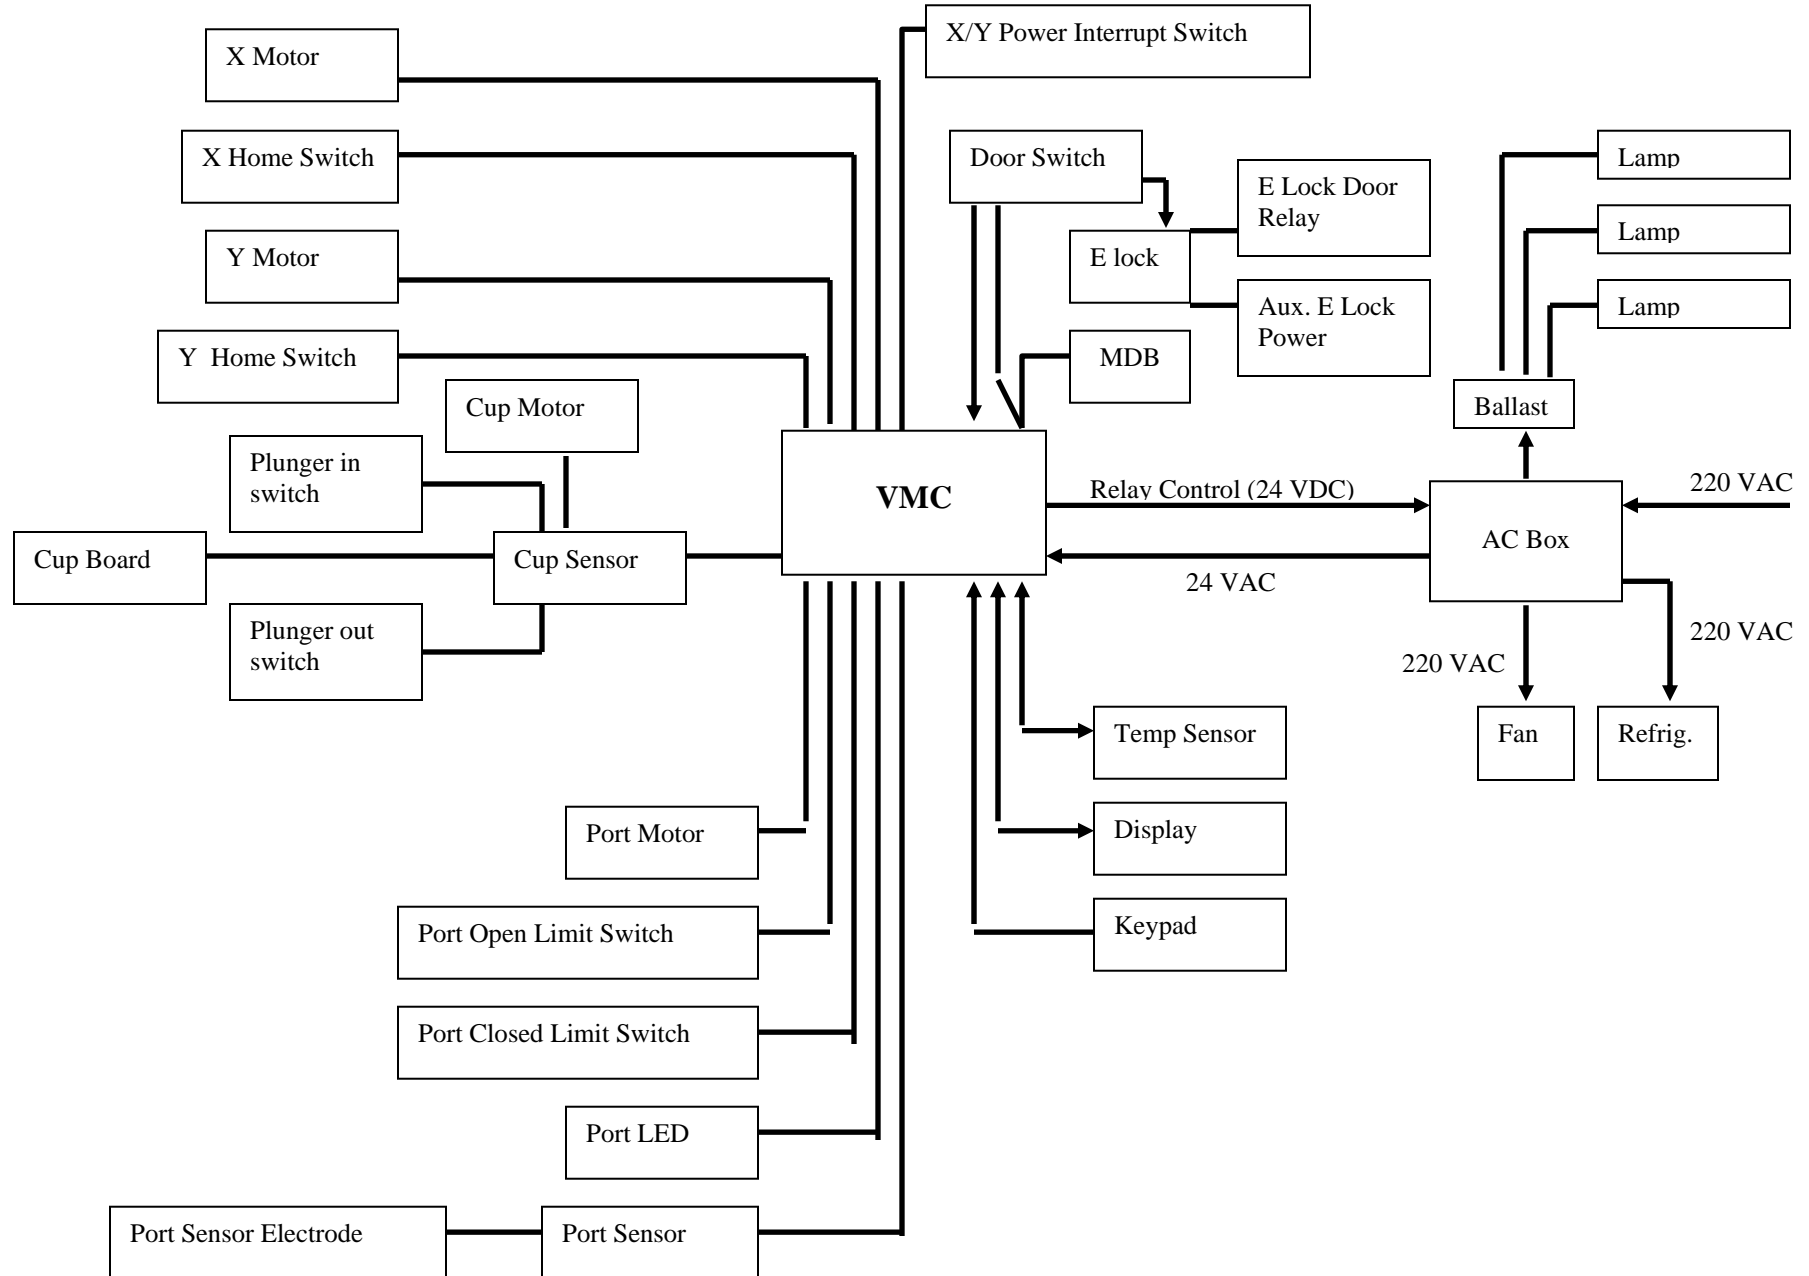 X/Y Power Interrupt Switch
X Motor
X Home Switch
Door Switch
Lamp
E Lock Door
Relay
Lamp
Y Motor
E lock
Aux. E Lock
Power
Lamp
Y Home Switch
MDB
Cup Motor
Ballast
Plunger in
switch
VMC
Relay Control (24 VDC)
220 VAC
Cup Board
Cup Sensor
AC Box
24 VAC
Plunger out
switch
220 VAC
220 VAC
Temp Sensor
Fan
Refrig.
Port Motor
Display
Port Open Limit Switch
Keypad
Port Closed Limit Switch
Port LED
Port Sensor Electrode
Port Sensor